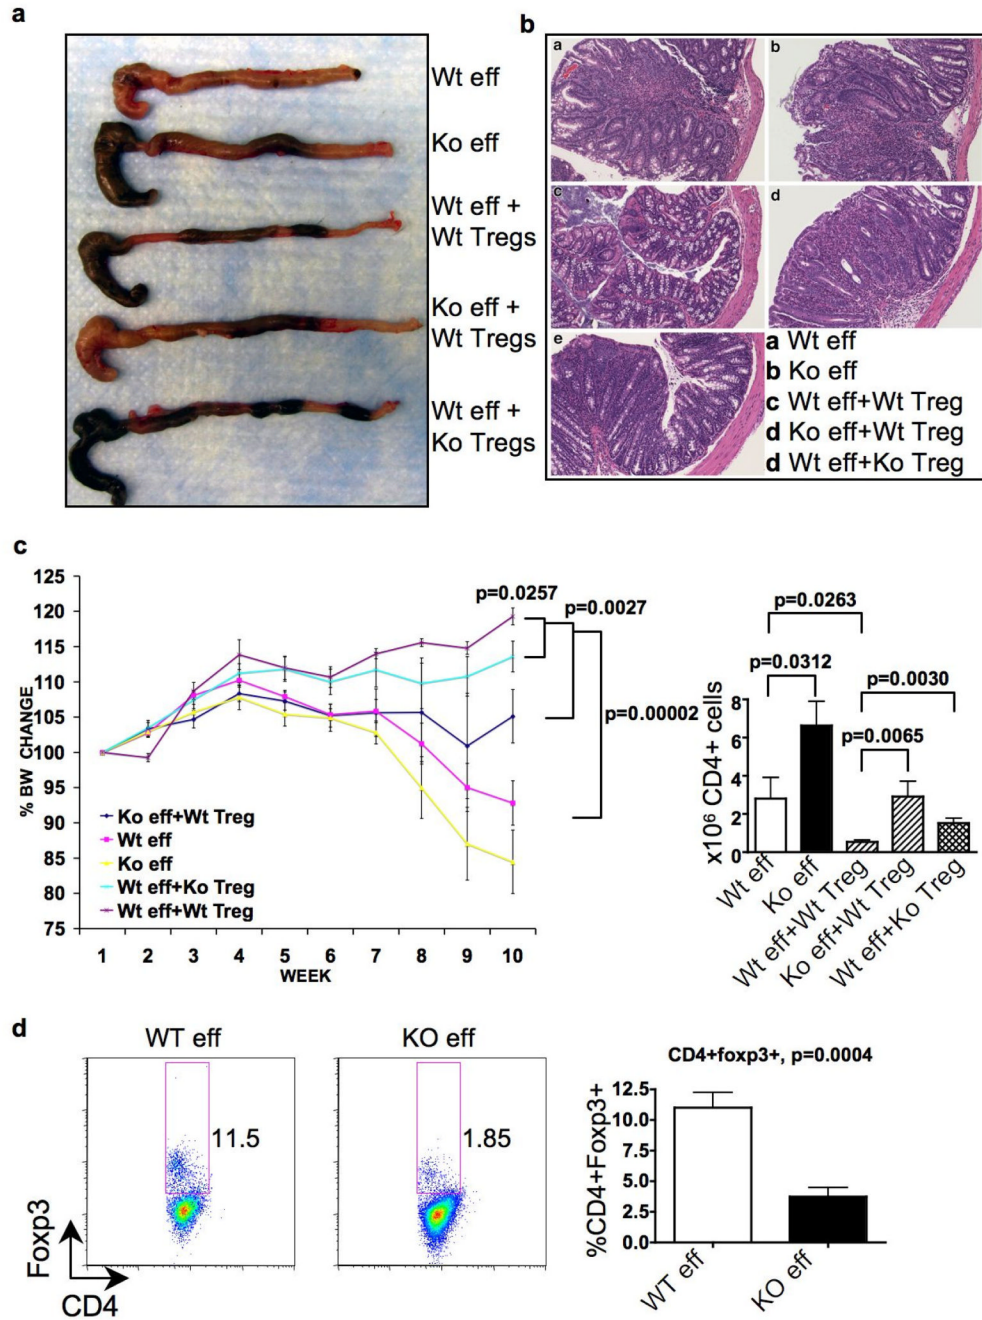 a
Wt eff
Ko eff
Wt eff +
Wt Tregs
Ko eff +
Wt Tregs
Wt eff +
Ko Tregs
b
a
b
c
d
e
a Wt eff
b Ko eff
c Wt eff+Wt Treg
d Ko eff+Wt Treg
d Wt eff+Ko Treg
c
% BW CHANGE
125
120
115
110
105
100
95
90
85
80
75
1 2 3 4 5 6 7 8 9 10
WEEK
Ko eff+Wt Treg
Wt eff
Ko eff
Wt eff+Ko Treg
Wt eff+Wt Treg
p=0.0257
p=0.0027
p=0.00002
x10⁶ CD4+ cells
8
6
4
2
0
p=0.0263
p=0.0312
p=0.0030
p=0.0065
Wt eff
Ko eff
Wt eff+Wt Treg
Ko eff+Wt Treg
Wt eff+Ko Treg
d
WT eff
KO eff
11.5
1.85
Foxp3
CD4
CD4+foxp3+, p=0.0004
%CD4+Foxp3+
12.5
10.0
7.5
5.0
2.5
0.0
WT eff
KO eff